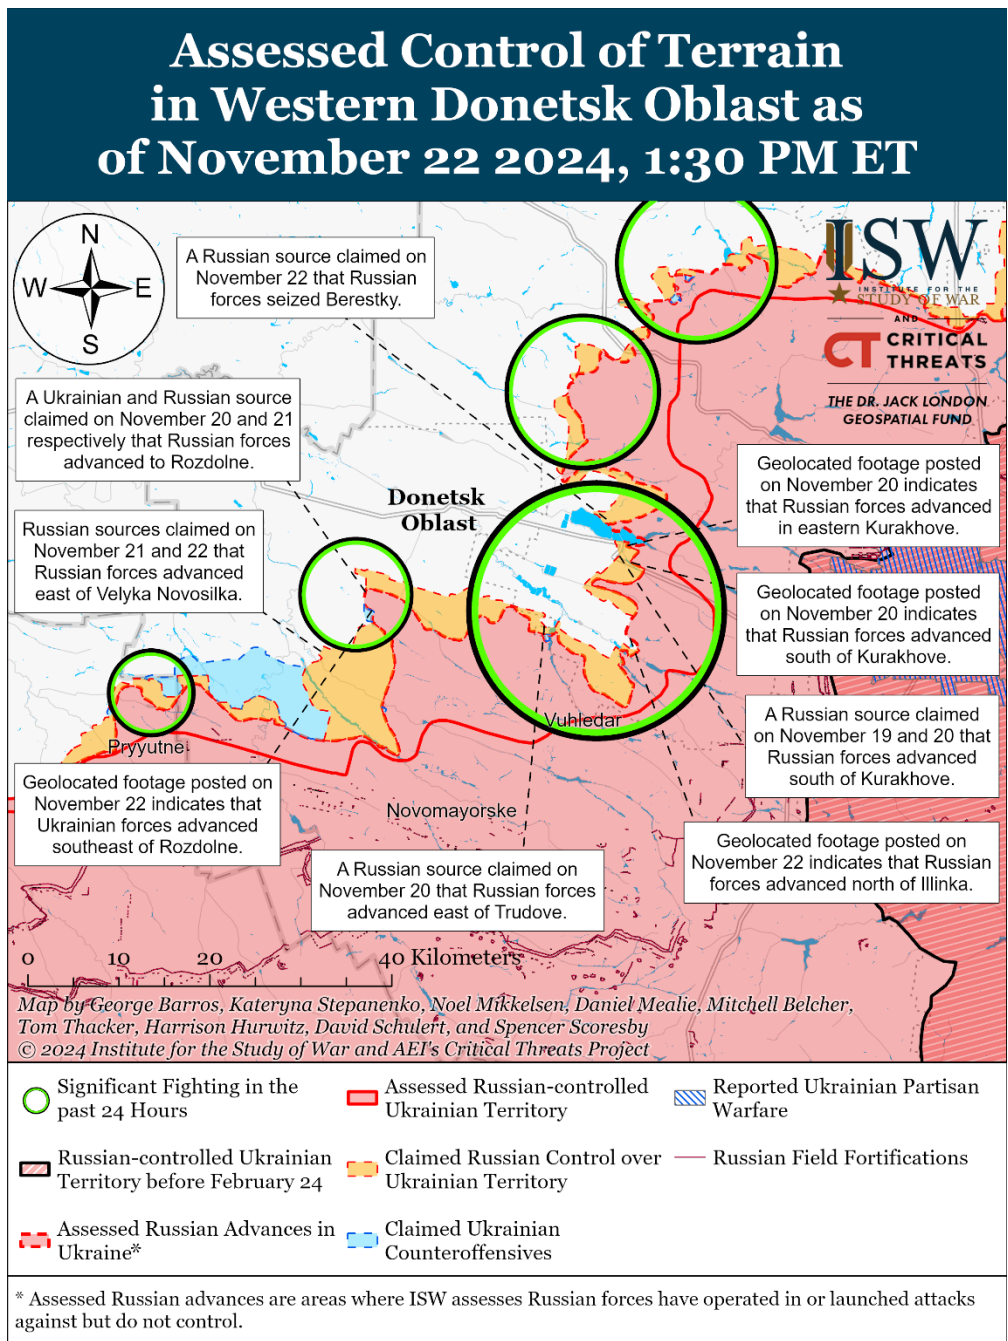 Assessed Control of Terrain
in Western Donetsk Oblast as
of November 22 2024, 1:30 PM ET
N
W
E
S
A Russian source claimed on
November 22 that Russian
forces seized Berestky.
ISW
INSTITUTE FOR THE
STUDY OF WAR
AND
CT CRITICAL
THREATS
THE DR. JACK LONDON
GEOSPATIAL FUND
A Ukrainian and Russian source
claimed on November 20 and 21
respectively that Russian forces
advanced to Rozdolne.
Geolocated footage posted
on November 20 indicates
that Russian forces advanced
in eastern Kurakhove.
Donetsk
Oblast
Russian sources claimed on
November 21 and 22 that
Russian forces advanced
east of Velyka Novosilka.
Geolocated footage posted
on November 20 indicates
that Russian forces advanced
south of Kurakhove.
A Russian source claimed
on November 19 and 20 that
Russian forces advanced
south of Kurakhove.
Vuhledar
Pryyutne
Geolocated footage posted on
November 22 indicates that
Ukrainian forces advanced
southeast of Rozdolne.
Novomayorske
Geolocated footage posted on
November 22 indicates that Russian
forces advanced north of Illinka.
A Russian source claimed on
November 20 that Russian forces
advanced east of Trudove.
0 10 20 40 Kilometers
Map by George Barros, Kateryna Stepanenko, Noel Mikkelsen, Daniel Mealie, Mitchell Belcher,
Tom Thacker, Harrison Hurwitz, David Schulert, and Spencer Scoresby
© 2024 Institute for the Study of War and AEI's Critical Threats Project
Significant Fighting in the
past 24 Hours
Assessed Russian-controlled
Ukrainian Territory
Reported Ukrainian Partisan
Warfare
Russian-controlled Ukrainian
Territory before February 24
Claimed Russian Control over
Ukrainian Territory
Russian Field Fortifications
Assessed Russian Advances in
Ukraine*
Claimed Ukrainian
Counteroffensives
* Assessed Russian advances are areas where ISW assesses Russian forces have operated in or launched attacks
against but do not control.